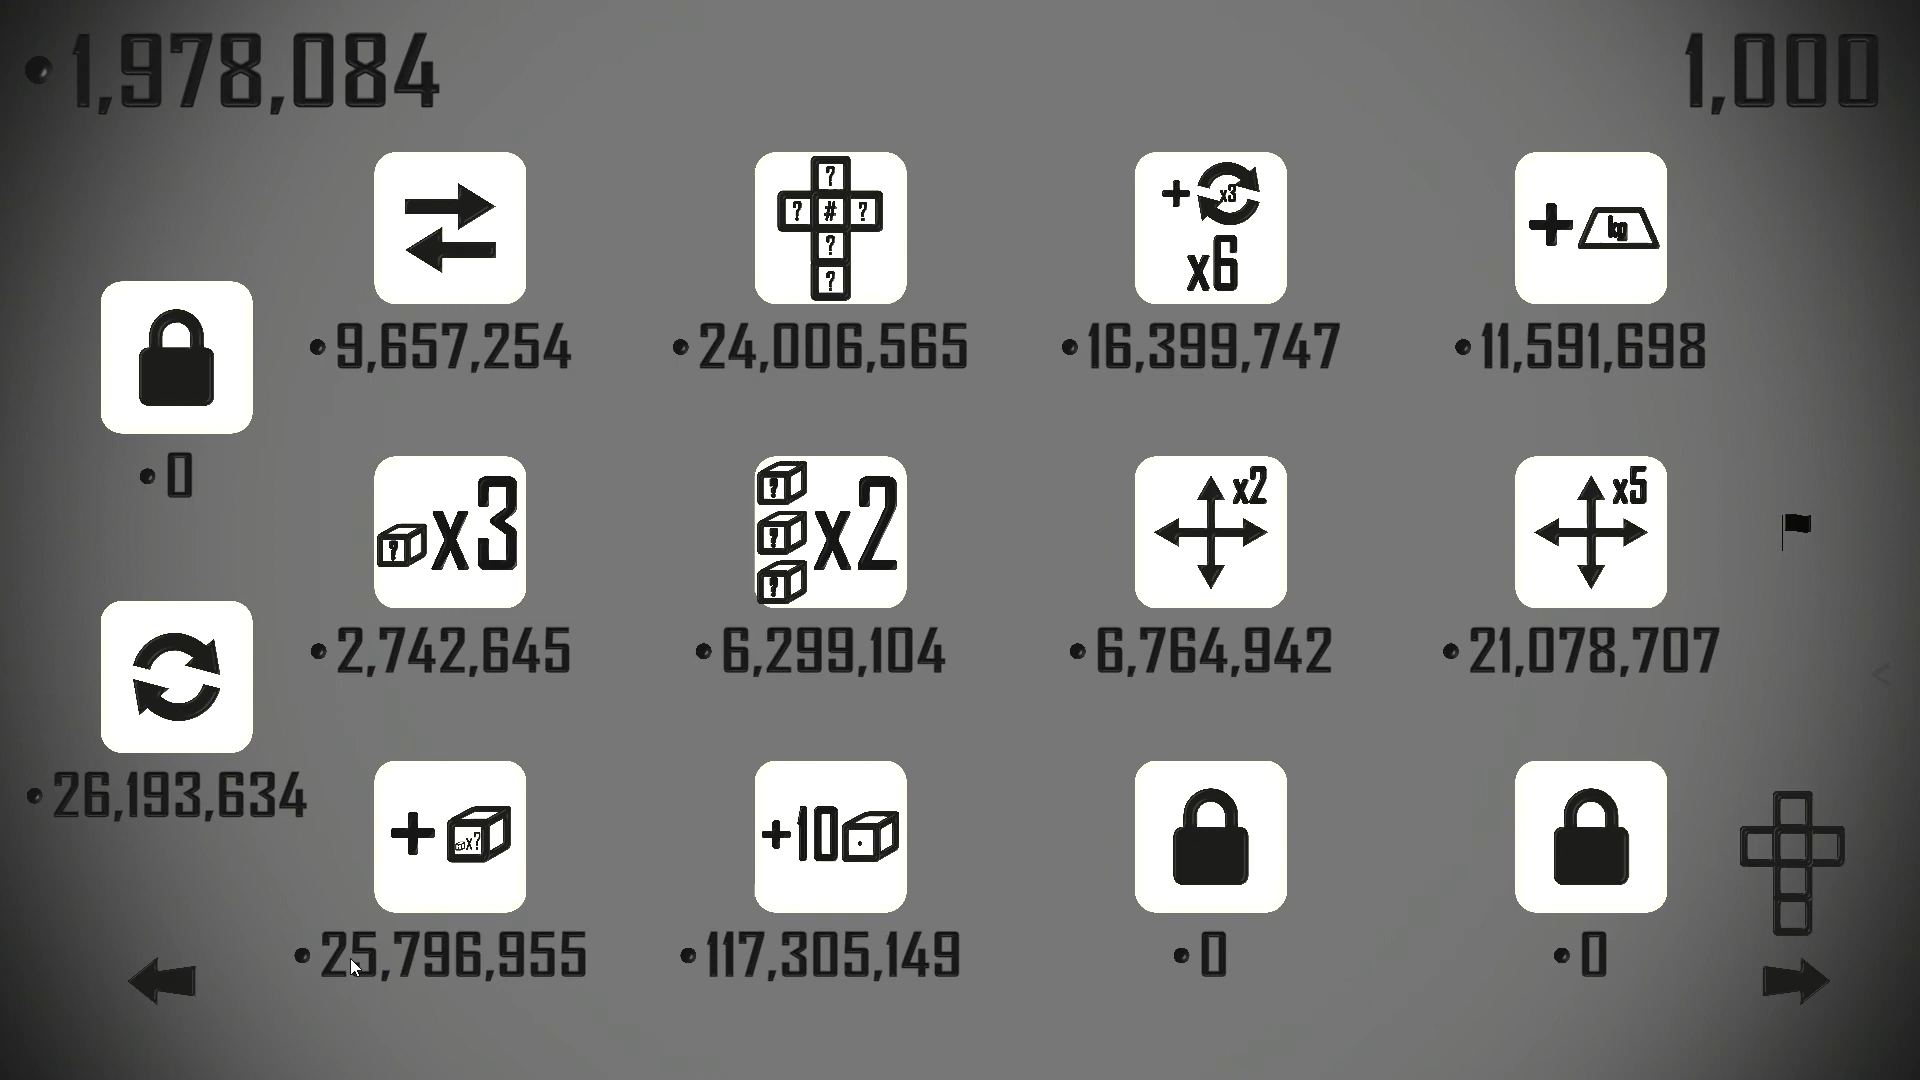 1,978,084
1,000
?
? # ?
?
?
+ x3
x6
+ kg
9,657,254
24,006,565
16,399,747
11,591,698
0
? x3
?
? x2
?
x2
x5
2,742,645
6,299,104
6,764,942
21,078,707
<
26,193,634
+ x?
+10
25,796,955
117,305,149
0
0